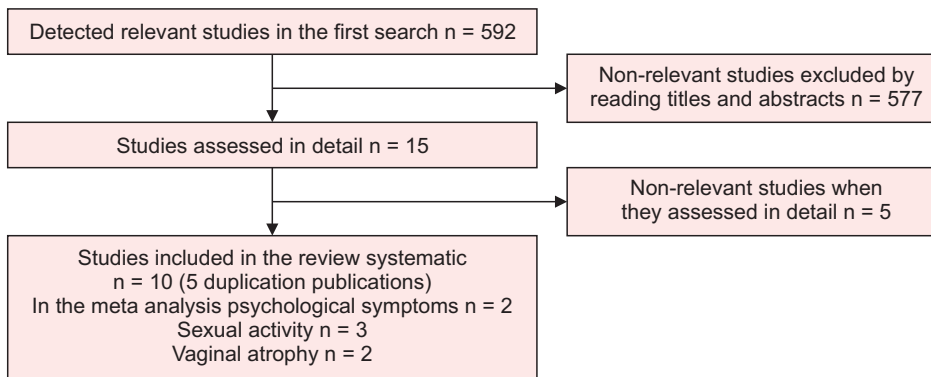 Detected relevant studies in the first search n = 592
Non-relevant studies excluded by
reading titles and abstracts n = 577
Studies assessed in detail n = 15
Non-relevant studies when
they assessed in detail n = 5
Studies included in the review systematic
n = 10 (5 duplication publications)
In the meta analysis psychological symptoms n = 2
Sexual activity n = 3
Vaginal atrophy n = 2